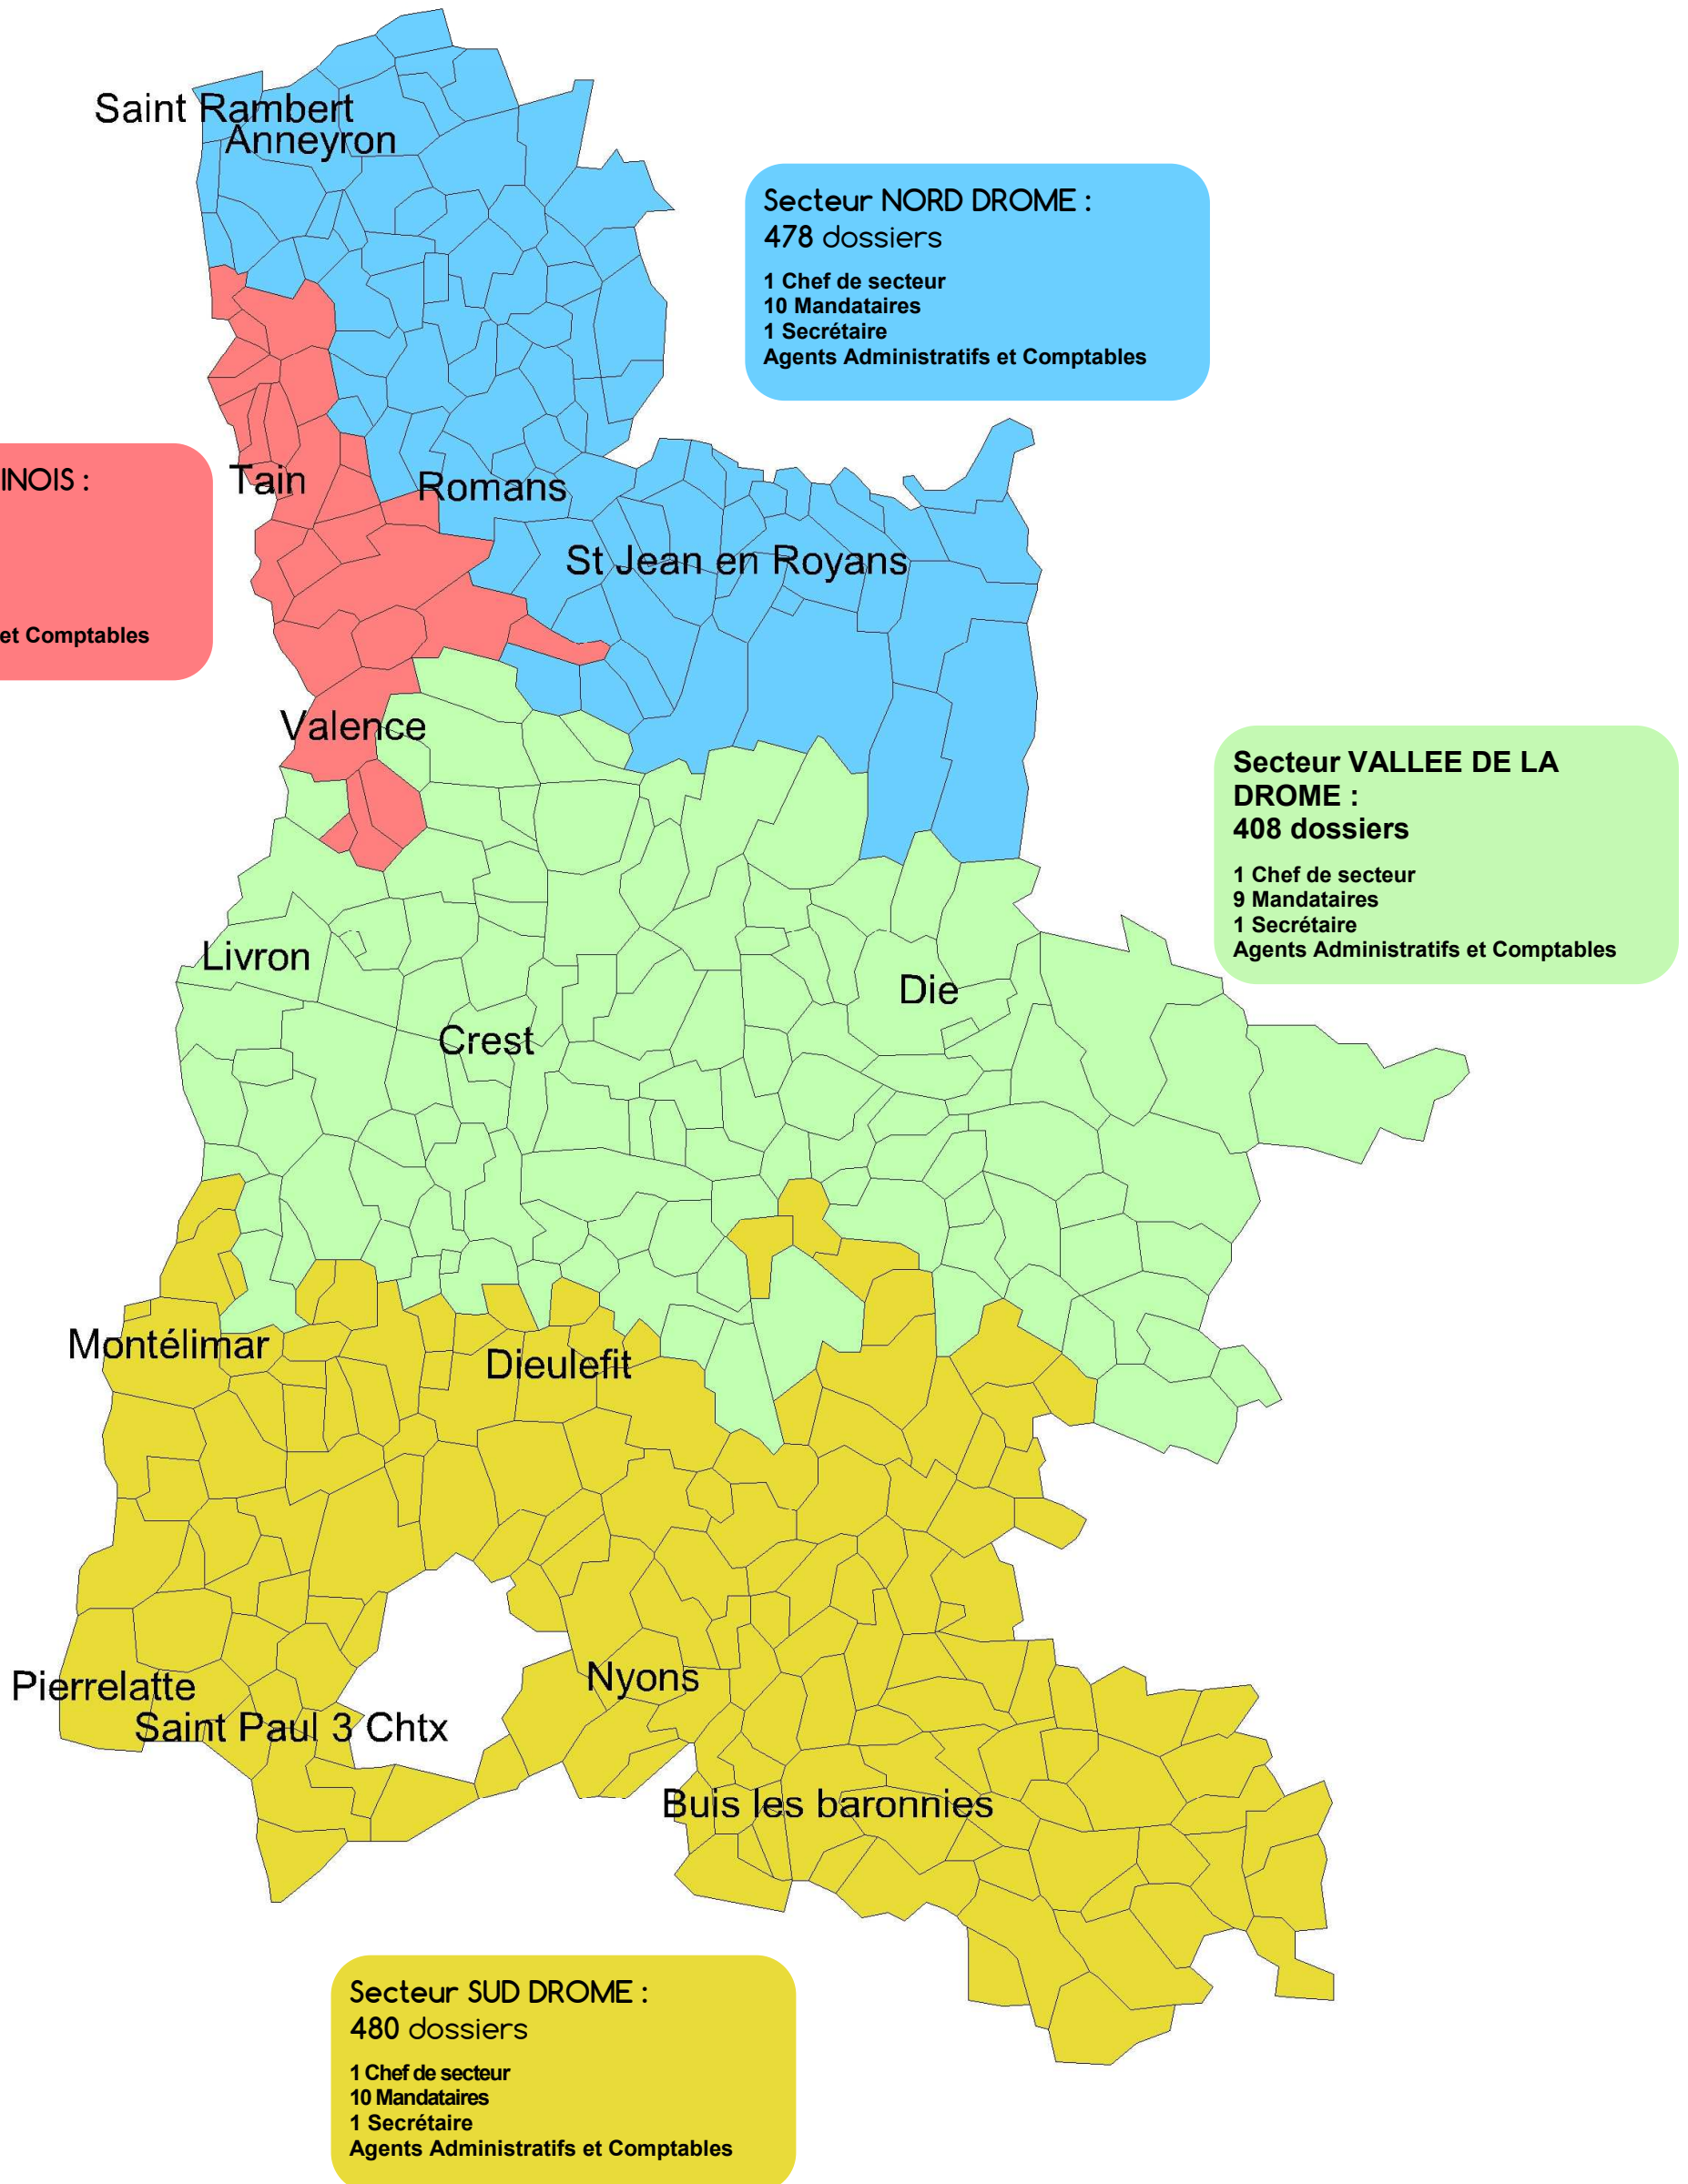 Saint Rambert
Anneyron
Secteur NORD DROME :
478 dossiers
1 Chef de secteur
10 Mandataires
1 Secrétaire
Agents Administratifs et Comptables
INOIS :
et Comptables
Tain
Romans
St Jean en Royans
Valence
Secteur VALLEE DE LA
DROME :
408 dossiers
1 Chef de secteur
9 Mandataires
1 Secrétaire
Agents Administratifs et Comptables
Livron
Die
Crest
Montélimar
Dieulefit
Pierrelatte
Nyons
Saint Paul 3 Chtx
Buis les baronnies
Secteur SUD DROME :
480 dossiers
1 Chef de secteur
10 Mandataires
1 Secrétaire
Agents Administratifs et Comptables